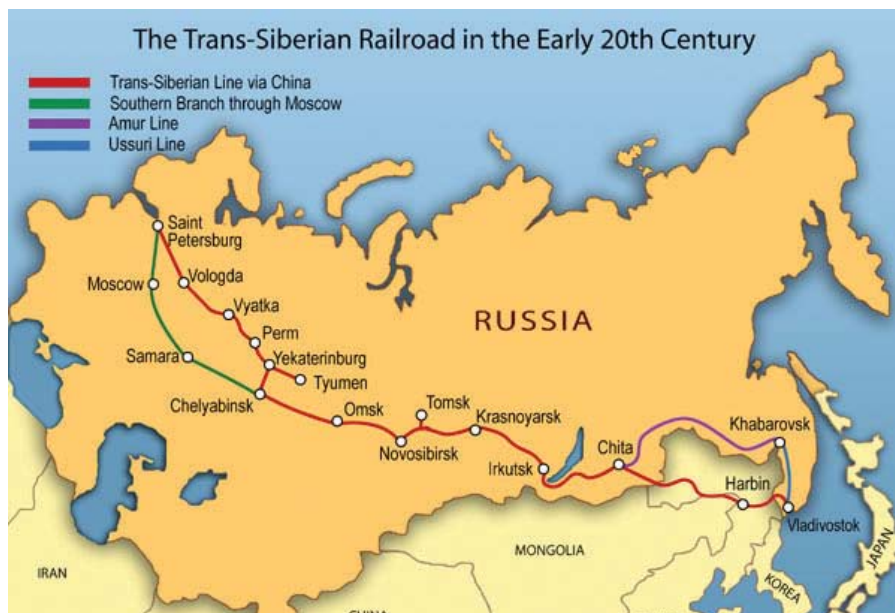 The Trans-Siberian Railroad in the Early 20th Century
Trans-Siberian Line via China
Southern Branch through Moscow
Amur Line
Ussuri Line
Saint
Petersburg
Moscow
Vologda
Vyatka
Perm
RUSSIA
Samara
Yekaterinburg
Tyumen
Chelyabinsk
Omsk
Tomsk
Krasnoyarsk
Novosibirsk
Irkutsk
Chita
Khabarovsk
Harbin
Vladivostok
IRAN
MONGOLIA
CHINA
KOREA
JAPAN